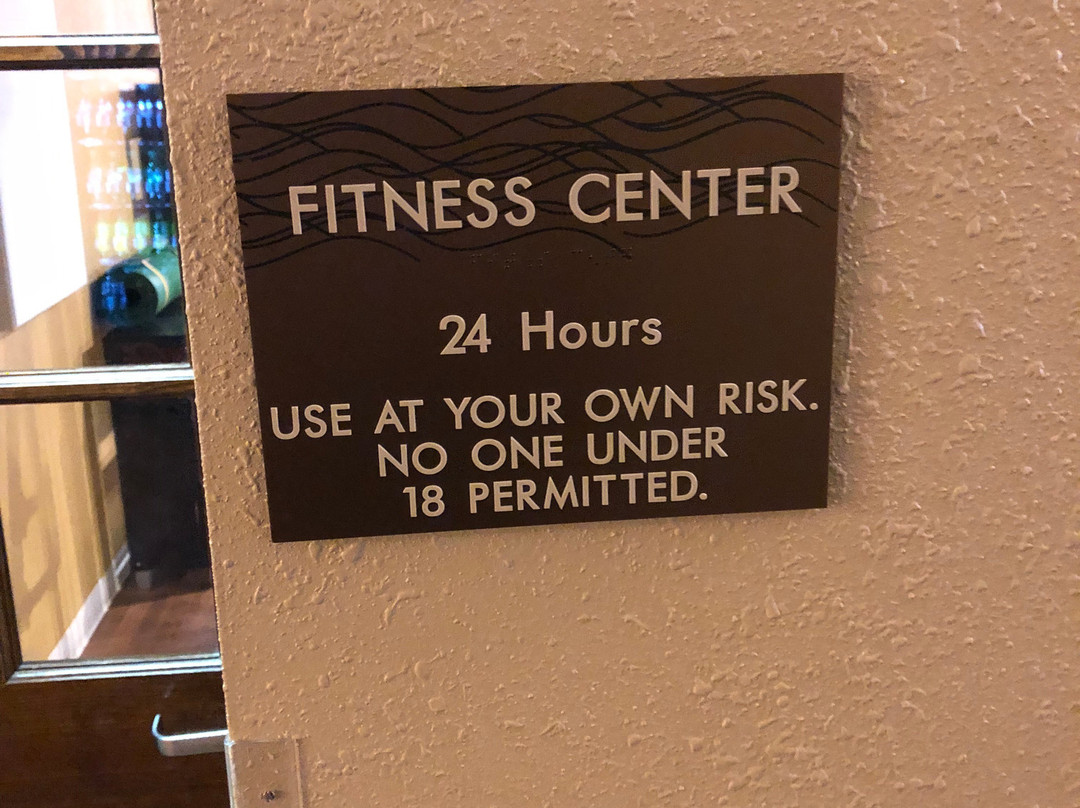 FITNESS CENTER
24 Hours
USE AT YOUR OWN RISK.
NO ONE UNDER
18 PERMITTED.